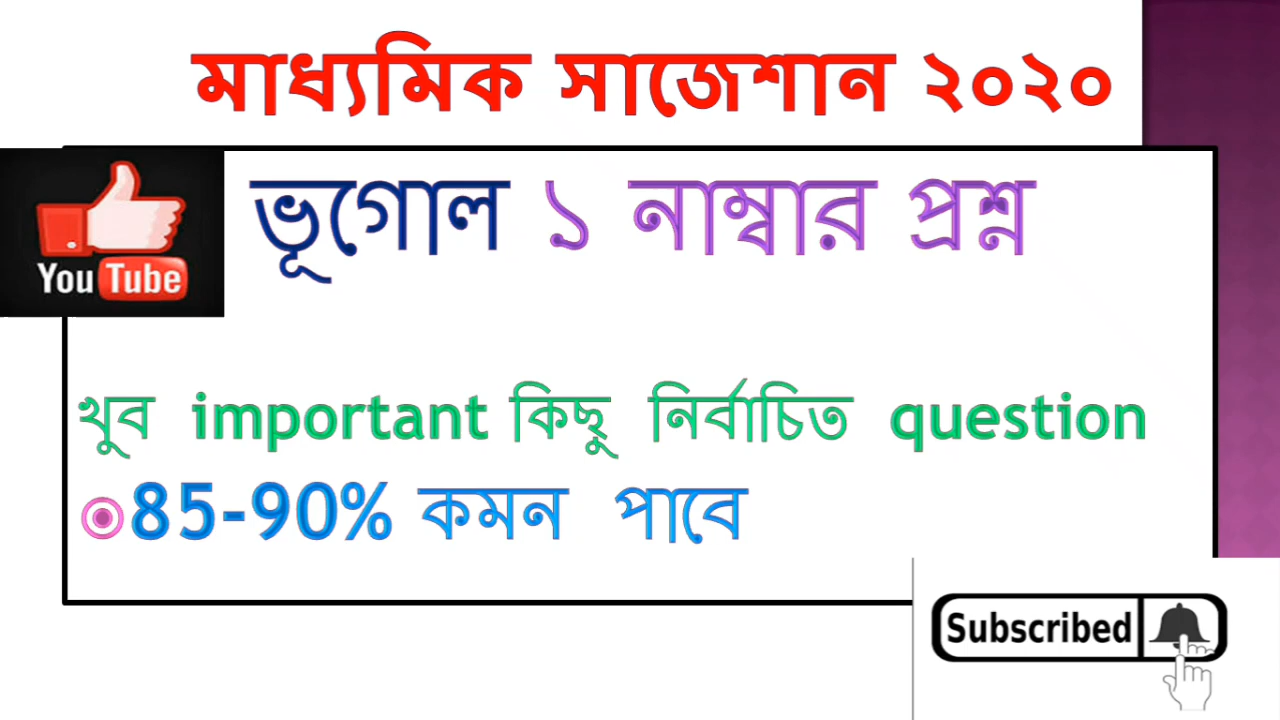 মাধ্যমিক সাজেশান ২০২০
ভূগোল ১ নাম্বার প্রশ্ন
You Tube
খুব important কিছু নির্বাচিত question
85-90% কমন পাবে
Subscribed